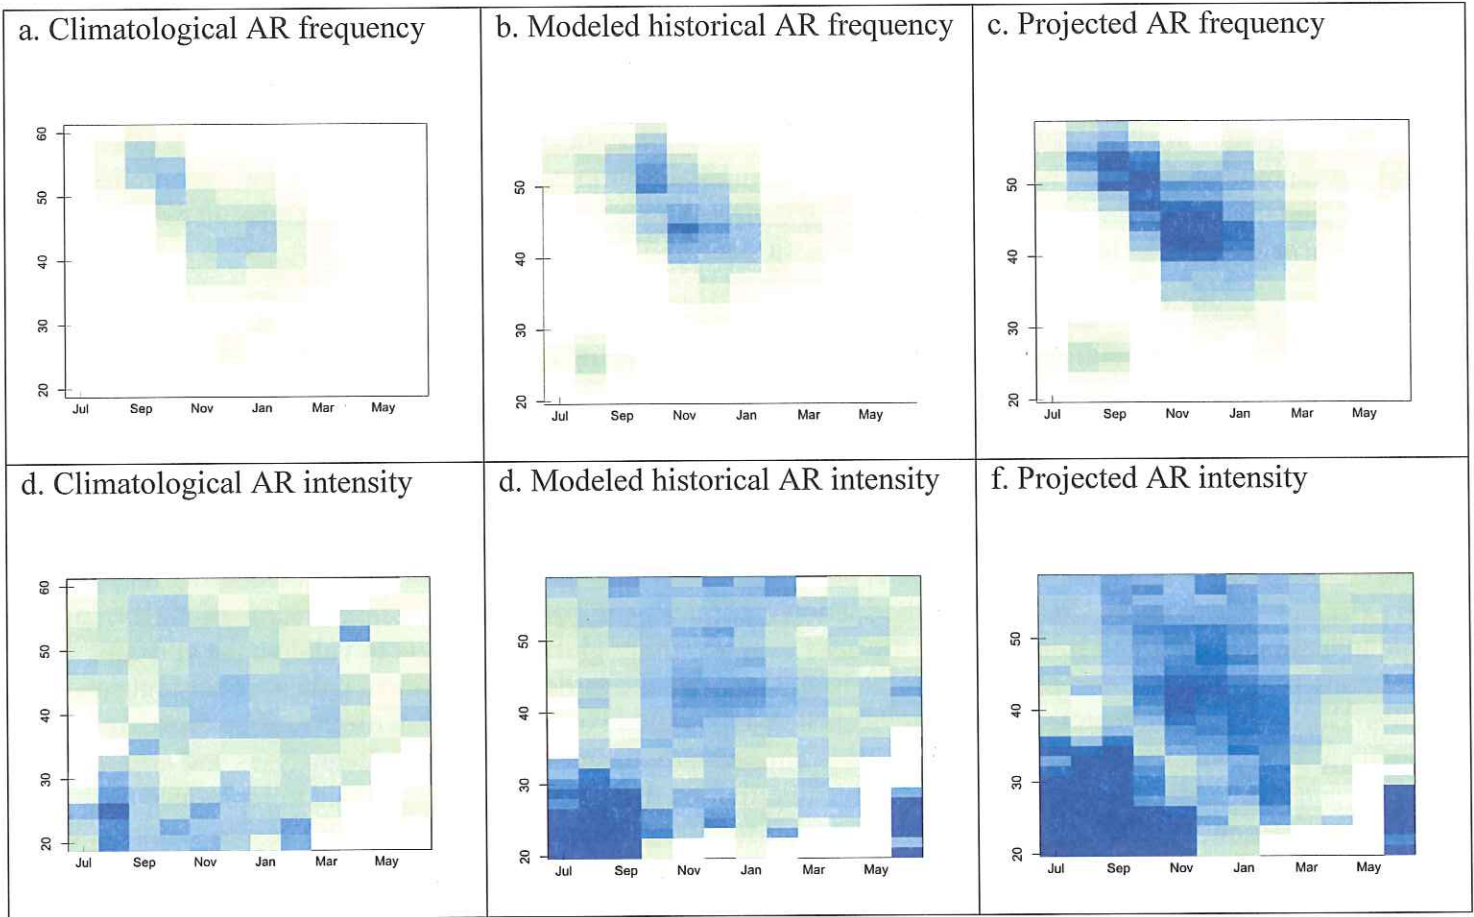 a. Climatological AR frequency
60
50
40
30
20
Jul Sep Nov Jan Mar May
b. Modeled historical AR frequency
50
40
30
20
Jul Sep Nov Jan Mar May
c. Projected AR frequency
50
40
30
20
Jul Sep Nov Jan Mar May
d. Climatological AR intensity
60
50
40
30
20
Jul Sep Nov Jan Mar May
d. Modeled historical AR intensity
50
40
30
20
Jul Sep Nov Jan Mar May
f. Projected AR intensity
50
40
30
20
Jul Sep Nov Jan Mar May